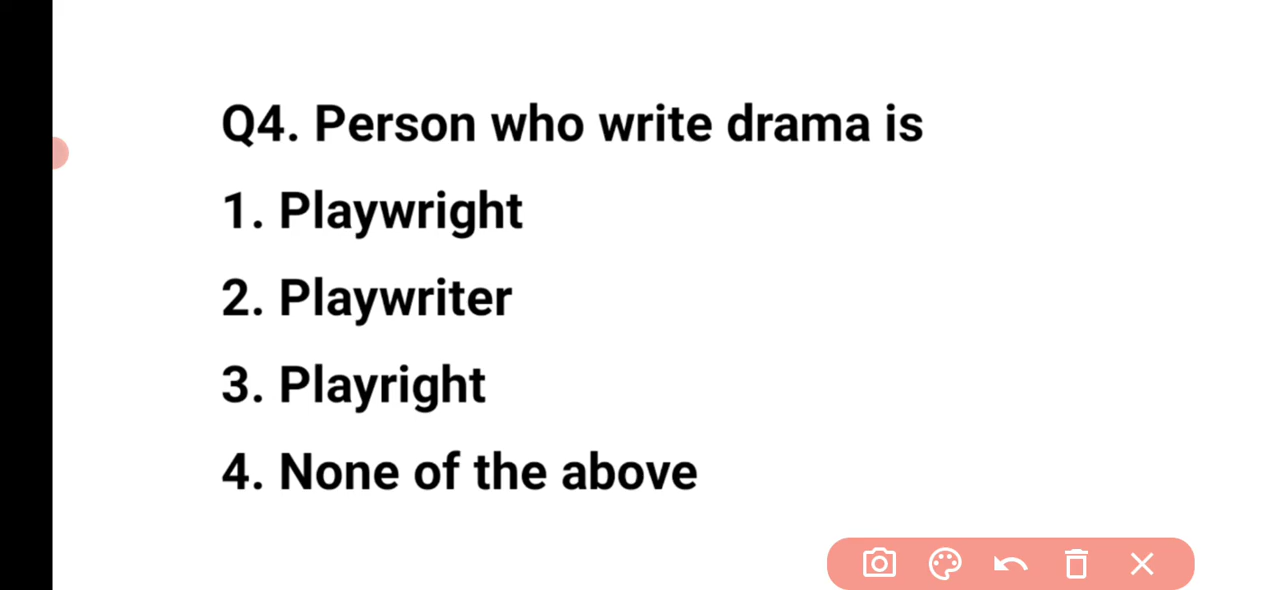 Q4. Person who write drama is
1. Playwright
2. Playwriter
3. Playright
4. None of the above